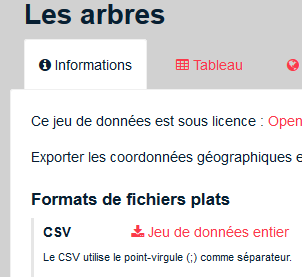 Les arbres
Informations Tableau
Ce jeu de données est sous licence : Open
Exporter les coordonnées géographiques e
Formats de fichiers plats
CSV Jeu de données entier
Le CSV utilise le point-virgule (;) comme séparateur.